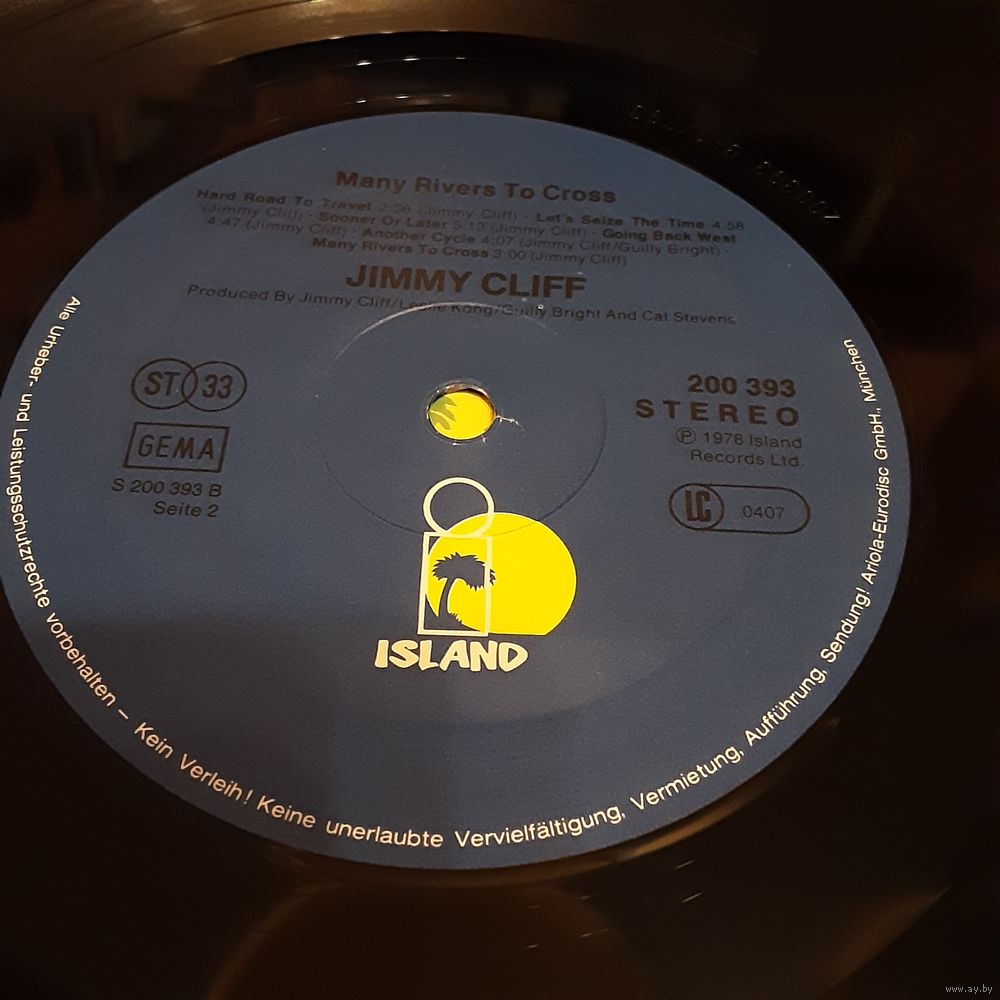 Many Rivers To Cross
Hard Road To Travel 2:36 (Jimmy Cliff) · Let's Seize The Time 4:58
(Jimmy Cliff) · Sooner Or Later 5:13 (Jimmy Cliff) · Going Back West
4:47 (Jimmy Cliff) · Another Cycle 4:07 (Jimmy Cliff/Guilly Bright) ·
Many Rivers To Cross 3:00 (Jimmy Cliff)
JIMMY CLIFF
Produced By Jimmy Cliff/Leslie Kong/Guilly Bright And Cat Stevens
ST 33
GEMA
S 200 393 B
Seite 2
200 393
STEREO
Ⓟ 1978 Island
Records Ltd.
LC 0407
ISLAND
Alle Urheber- und Leistungsschutzrechte vorbehalten – Kein Verleih! Keine unerlaubte Vervielfältigung, Vermietung, Aufführung, Sendung! Ariola-Eurodisc GmbH., München
www.ay.by